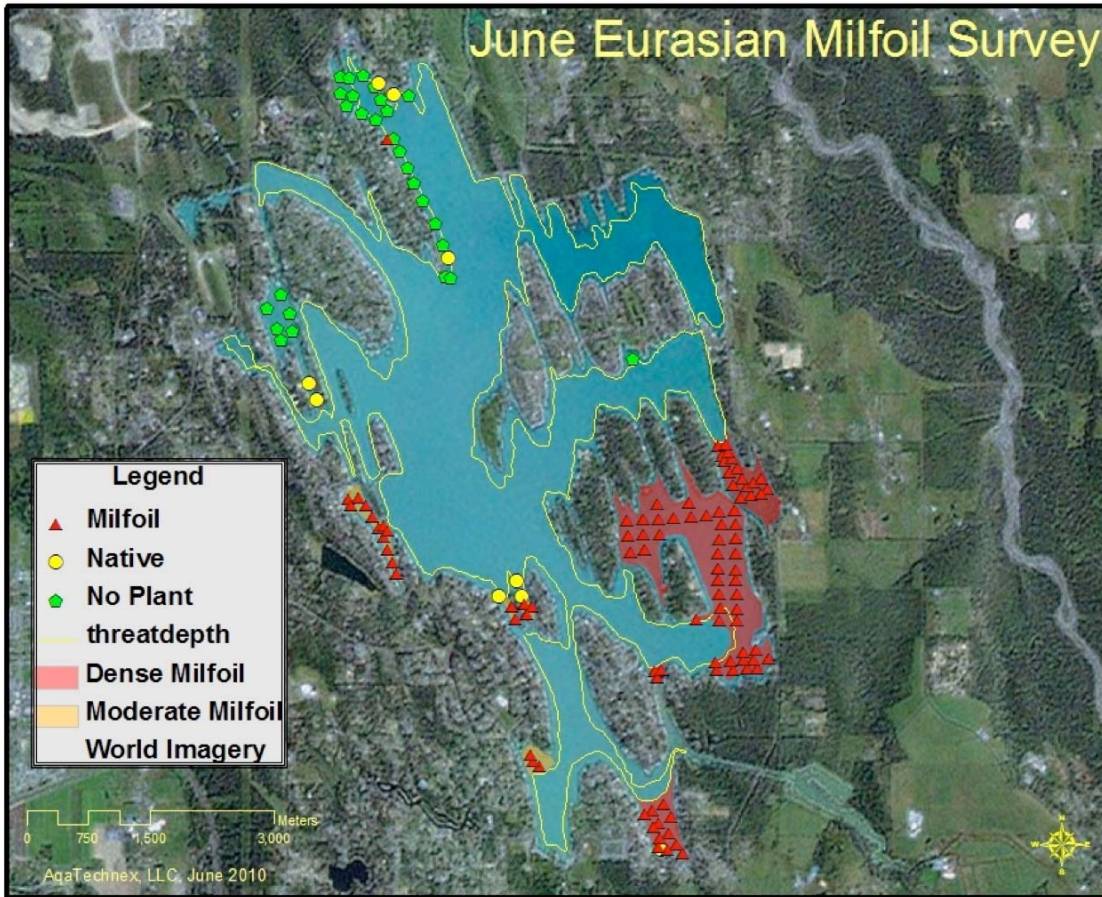 June Eurasian Milfoil Survey
Legend
Milfoil
Native
No Plant
threatdepth
Dense Milfoil
Moderate Milfoil
World Imagery
Meters
0 750 1,500 3,000
AqaTechnex, LLC, June 2010
N
W E
S